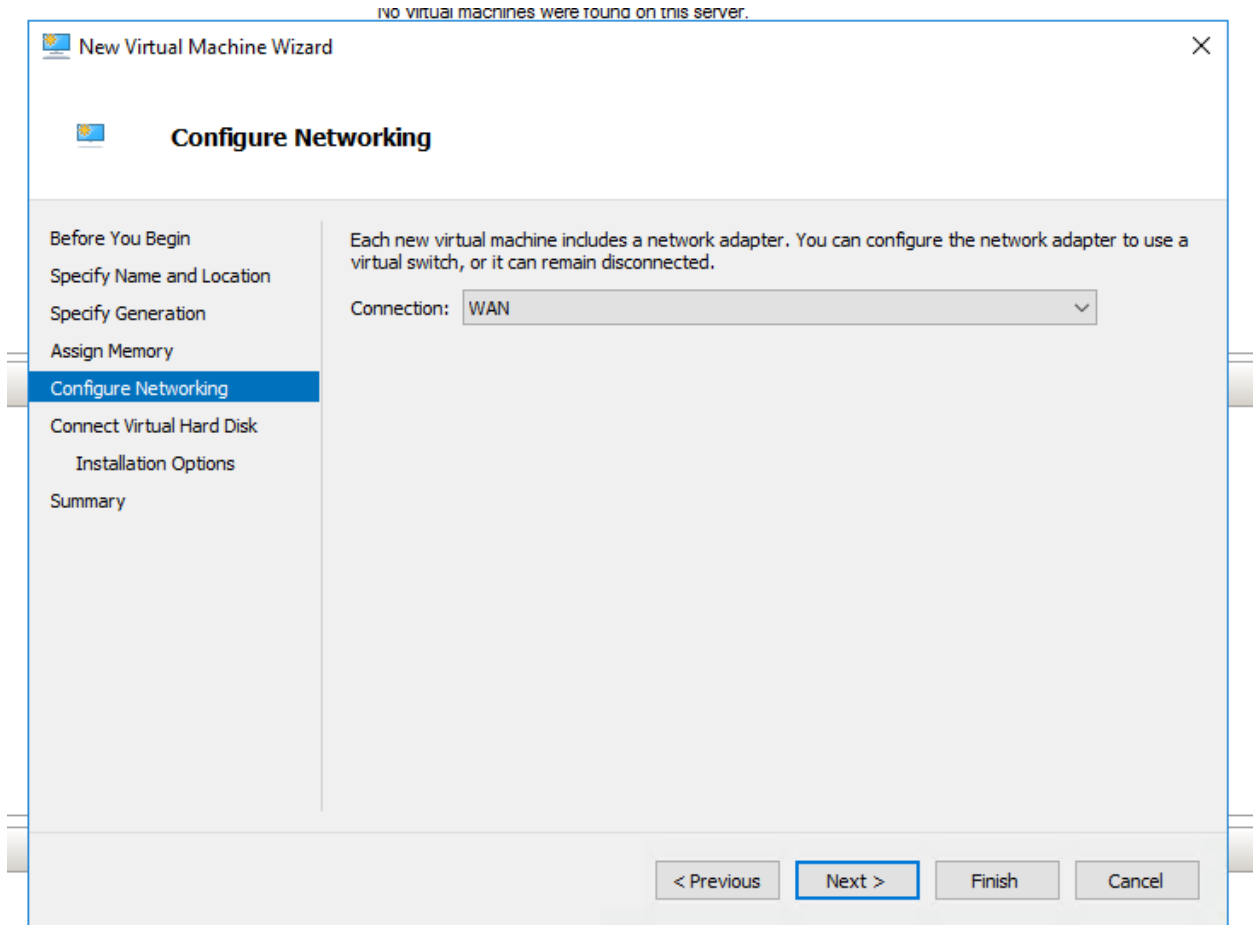 No virtual machines were found on this server.
New Virtual Machine Wizard
Configure Networking
Before You Begin
Specify Name and Location
Specify Generation
Assign Memory
Configure Networking
Connect Virtual Hard Disk
Installation Options
Summary
Each new virtual machine includes a network adapter. You can configure the network adapter to use a
virtual switch, or it can remain disconnected.
Connection: WAN
< Previous Next > Finish Cancel